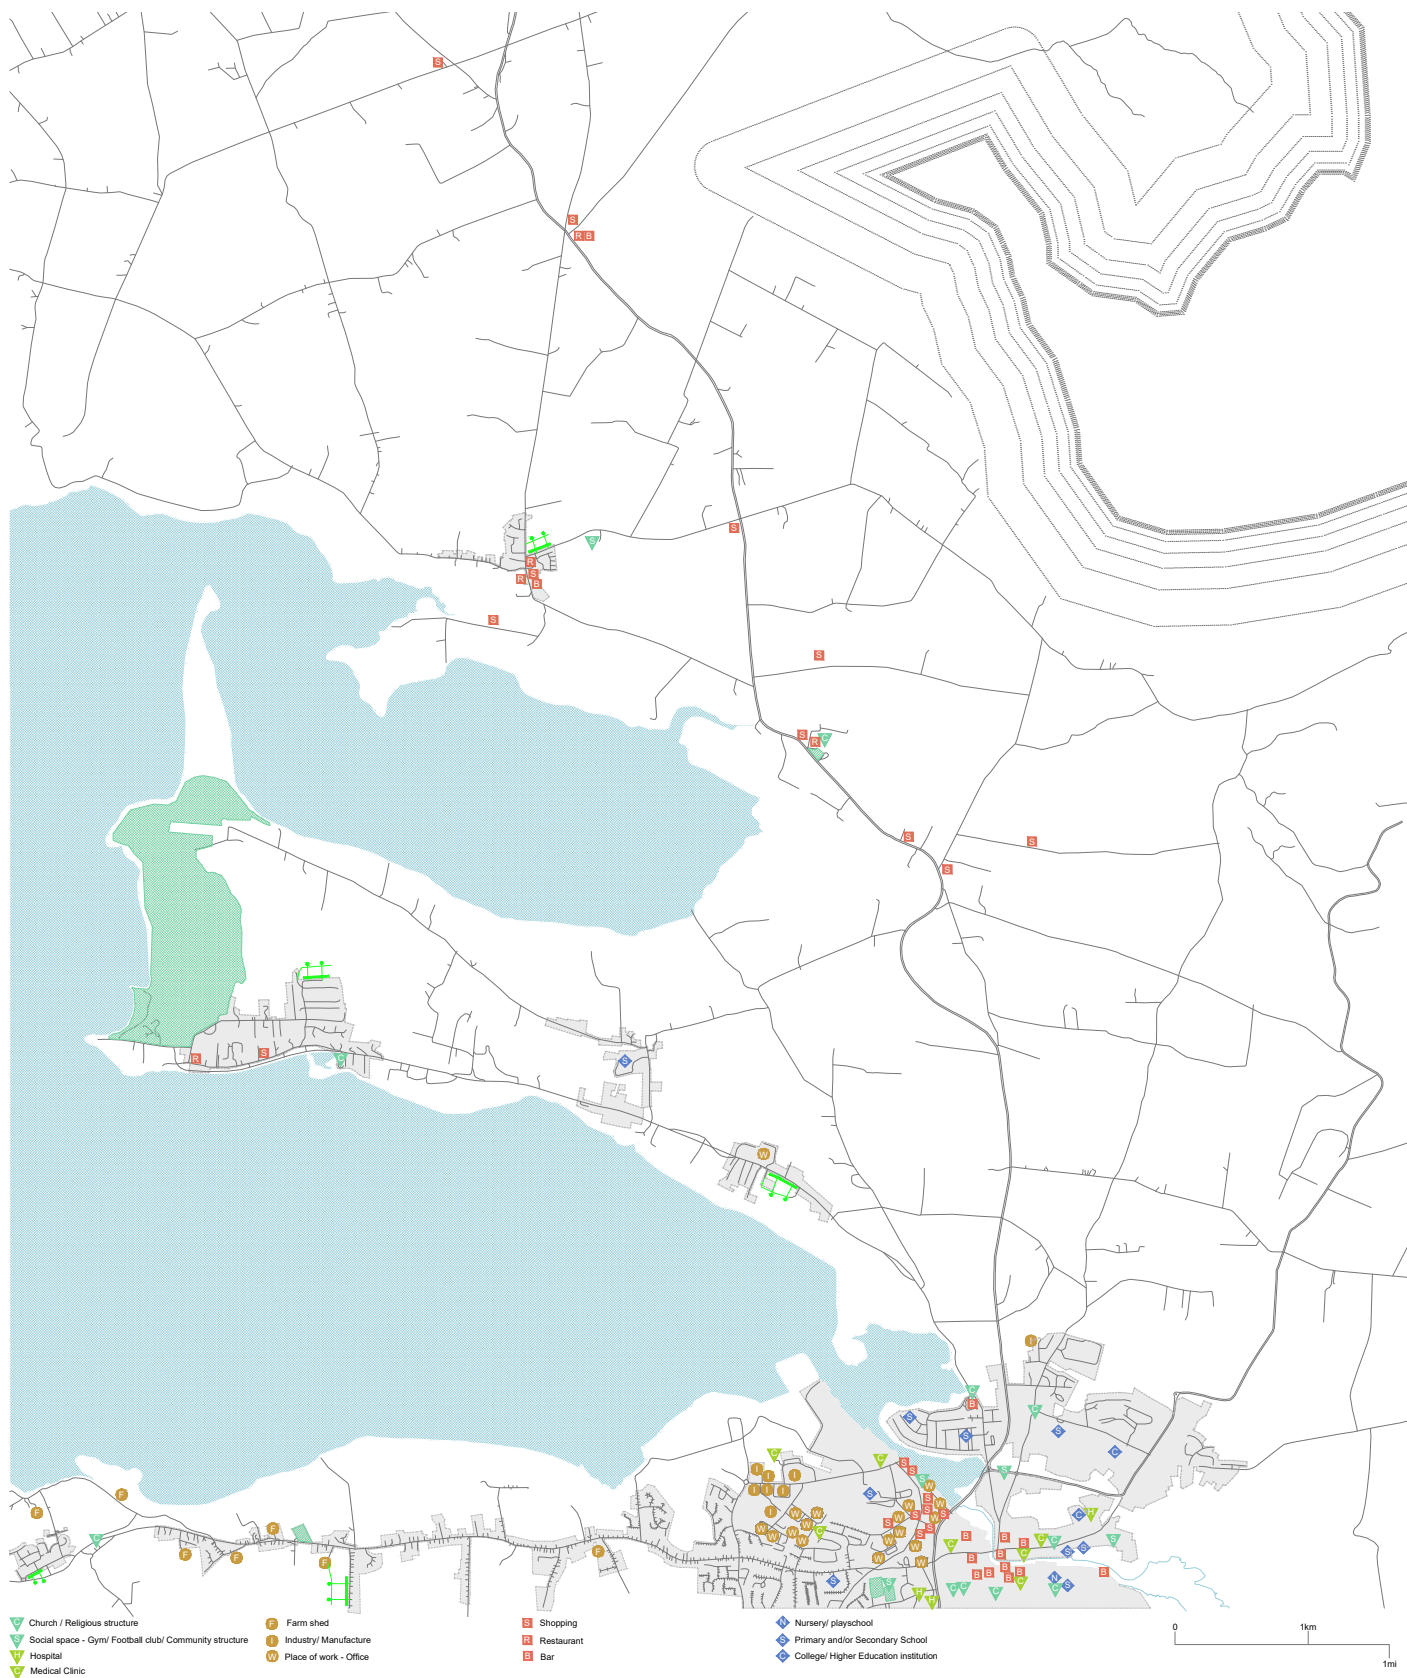 S
S
R B
S
S
R
S
R B
S
S
S
R C
S
S
S
R S C S
W
I
C
B
C
S
S S
C
C C S
I I I S S S
I I I S W
F W W S
F I W W S S W S C H
F S W W
F C W W C W W S S B B B C C S
F F F W W W C B B C S S
F W W B B B
S S B B B B C N S
H H C C C C
C Church / Religious structure
S Social space - Gym/ Football club/ Community structure
H Hospital
C Medical Clinic
F Farm shed
I Industry/ Manufacture
W Place of work - Office
S Shopping
R Restaurant
B Bar
N Nursery/ playschool
S Primary and/or Secondary School
C College/ Higher Education institution
0 1km
1mi